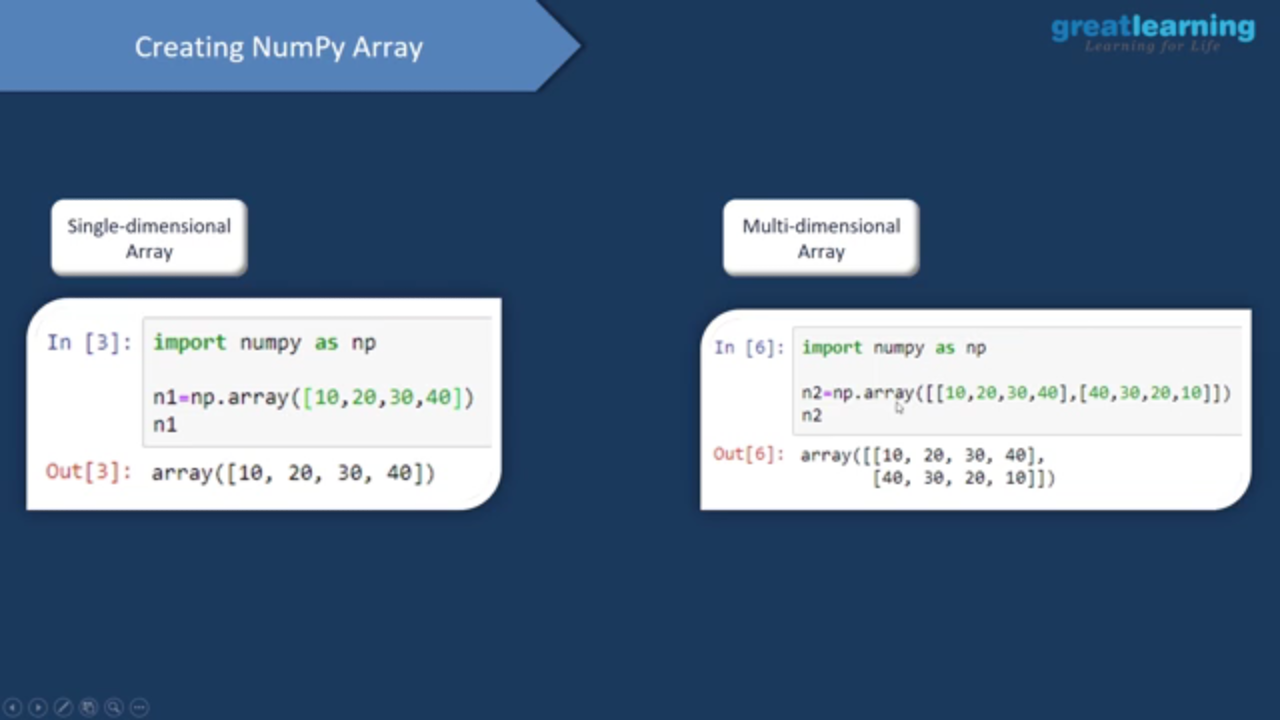 Creating NumPy Array
greatlearning
Learning for Life
Single-dimensional
Array
In [3]: import numpy as np
n1=np.array([10,20,30,40])
n1
Out[3]: array([10, 20, 30, 40])
Multi-dimensional
Array
In [6]: import numpy as np
n2=np.array([[10,20,30,40],[40,30,20,10]])
n2
Out[6]: array([[10, 20, 30, 40],
[40, 30, 20, 10]])